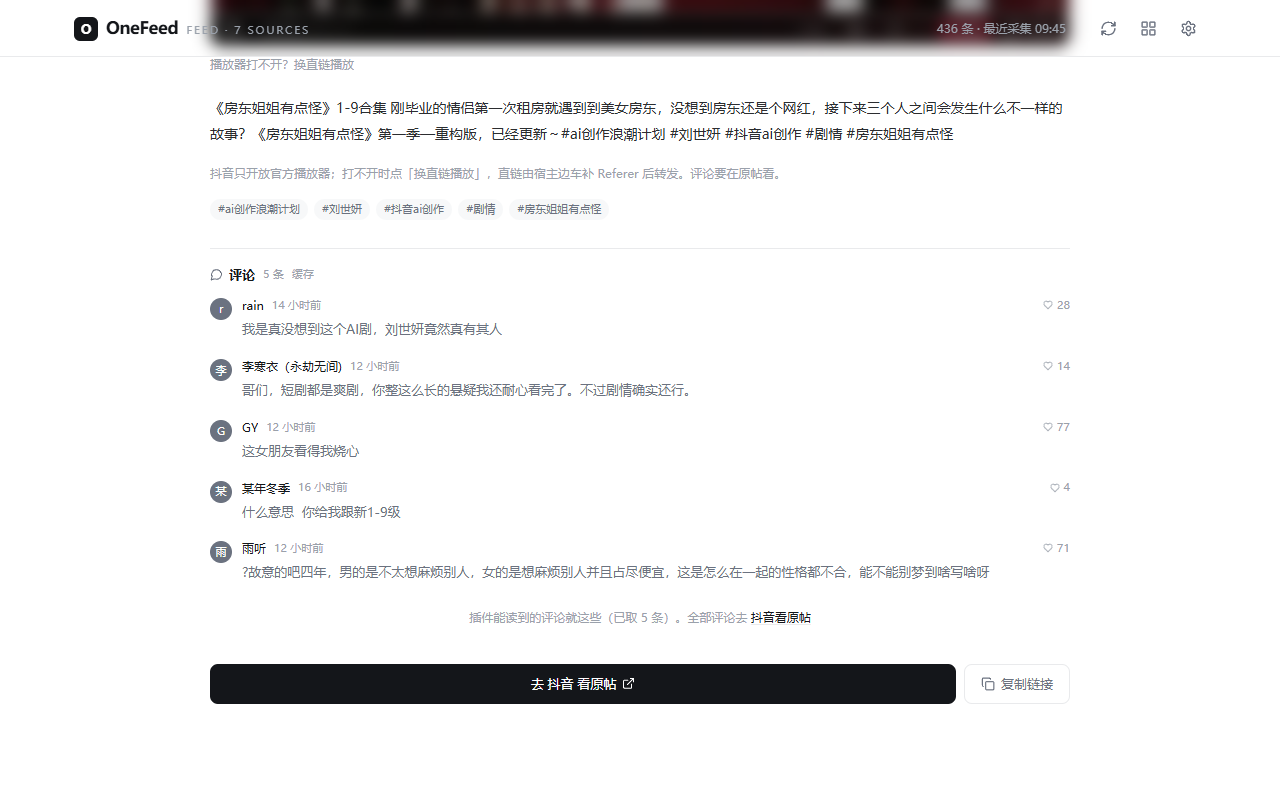 O OneFeed FEED · 7 SOURCES 436 条 · 最近采集 09:45
播放器打不开？换直链播放
《房东姐姐有点怪》1-9合集 刚毕业的情侣第一次租房就遇到到美女房东，没想到房东还是个网红，接下来三个人之间会发生什么不一样的
故事？《房东姐姐有点怪》第一季—重构版，已经更新～#ai创作浪潮计划 #刘世妍 #抖音ai创作 #剧情 #房东姐姐有点怪
抖音只开放官方播放器；打不开时点「换直链播放」，直链由宿主边车补 Referer 后转发。评论要在原帖看。
#ai创作浪潮计划 #刘世妍 #抖音ai创作 #剧情 #房东姐姐有点怪
评论 5 条 缓存
r rain 14 小时前 28
我是真没想到这个AI剧，刘世妍竟然真有其人
李 李寒衣（永劫无间) 12 小时前 14
哥们，短剧都是爽剧，你整这么长的悬疑我还耐心看完了。不过剧情确实还行。
G GY 12 小时前 77
这女朋友看得我烧心
某 某年冬季 16 小时前 4
什么意思 你给我跟新1-9级
雨 雨听 12 小时前 71
?故意的吧四年，男的是不太想麻烦别人，女的是想麻烦别人并且占尽便宜，这是怎么在一起的性格都不合，能不能别梦到啥写啥呀
插件能读到的评论就这些（已取 5 条）。全部评论去 抖音看原帖
去 抖音 看原帖 复制链接